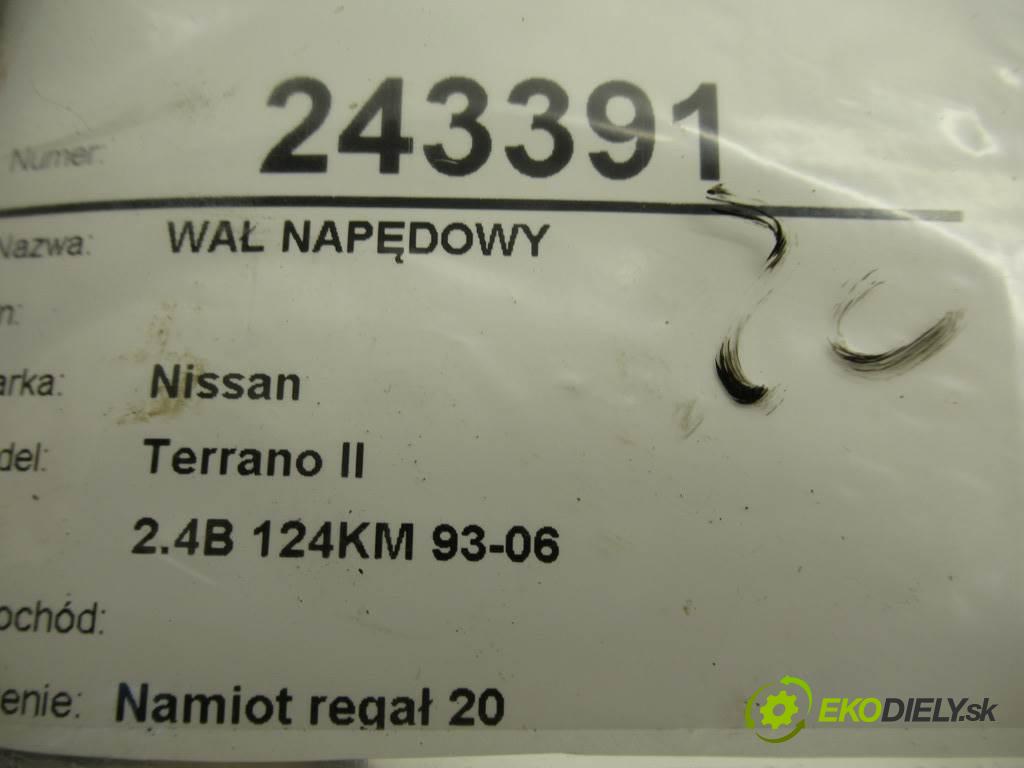 Numer: 243391
Nazwa: WAŁ NAPĘDOWY
n:
arka: Nissan
del: Terrano II
2.4B 124KM 93-06
ochód:
enie: Namiot regał 20
EKODIELY.sk